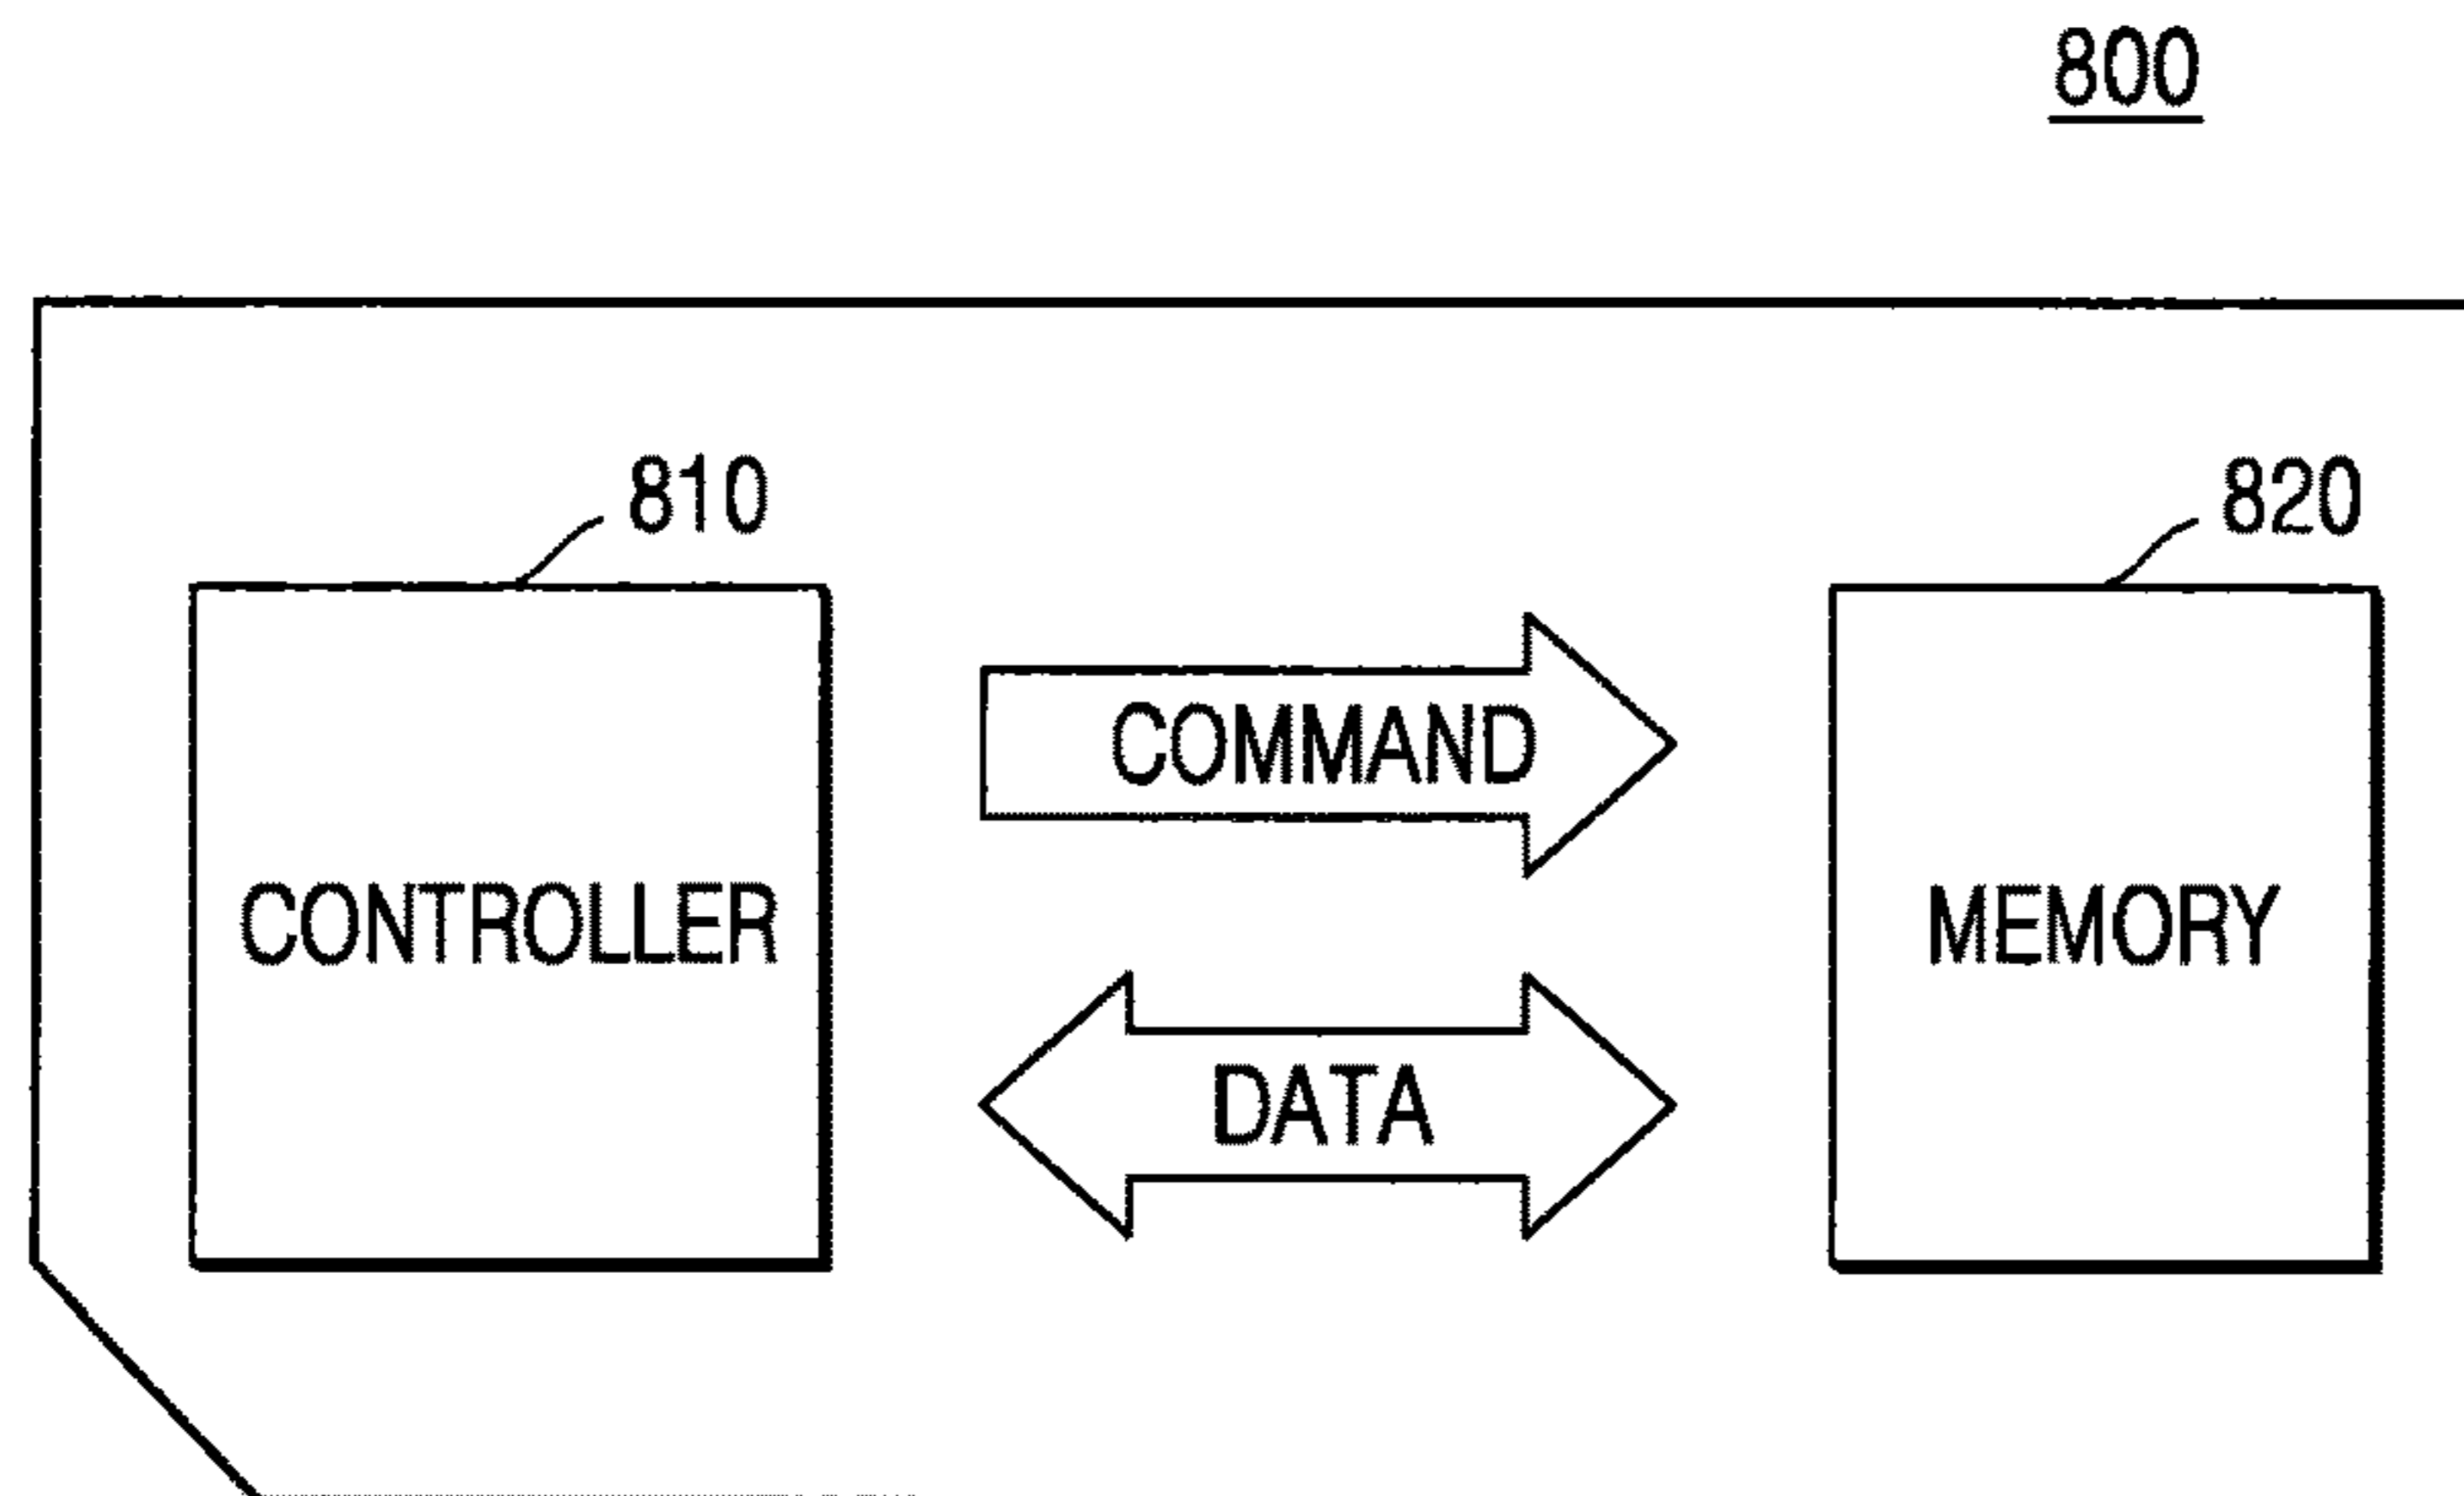 800
810
820
COMMAND
CONTROLLER
MEMORY
DATA